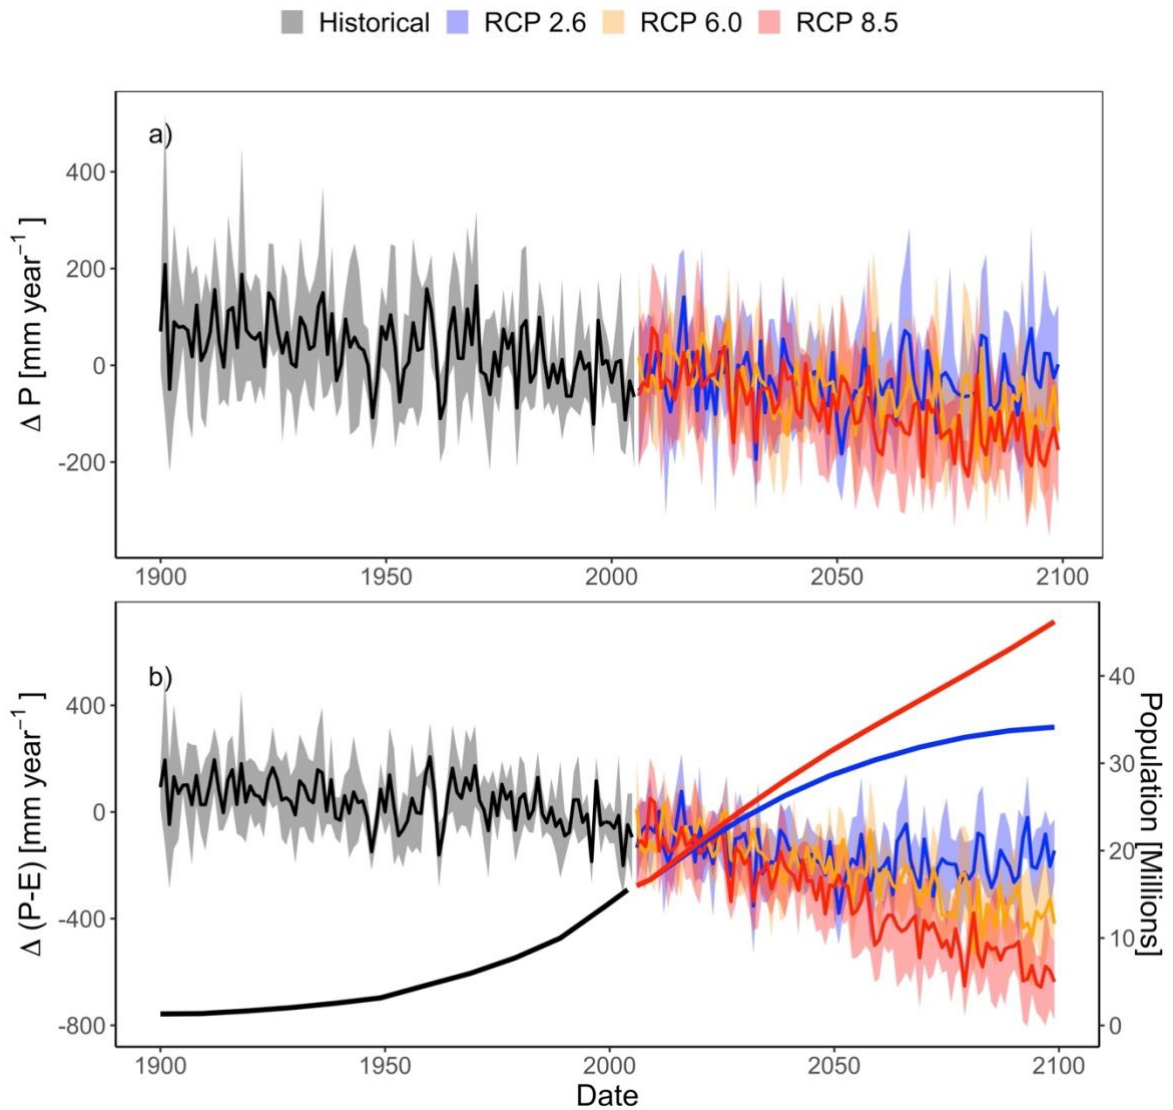 Historical RCP 2.6 RCP 6.0 RCP 8.5
a)
Δ P [mm year⁻¹ ]
400
200
0
-200
1900 1950 2000 2050 2100
b)
Δ (P-E) [mm year⁻¹ ]
400
0
-400
-800
40
30
20
10
0
Population [Millions]
1900 1950 2000 2050 2100
Date